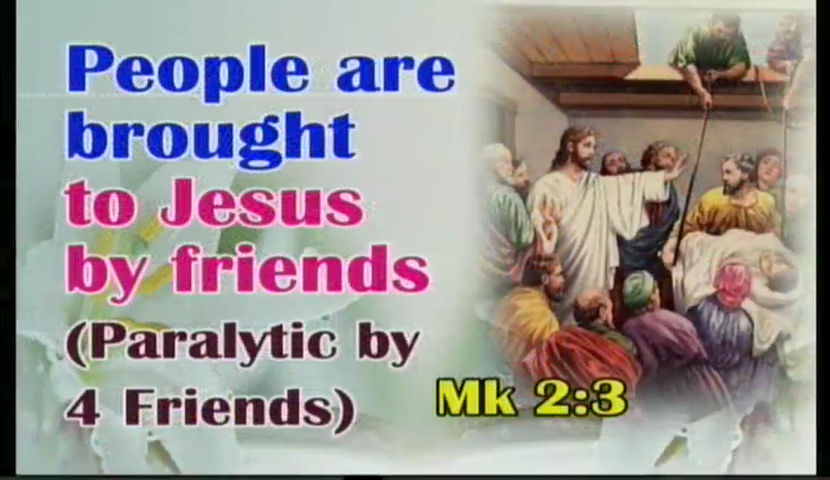 People are
brought
to Jesus
by friends
(Paralytic by
4 Friends)
Mk 2:3